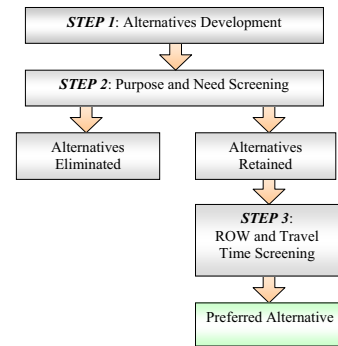 STEP 1: Alternatives Development
STEP 2: Purpose and Need Screening
Alternatives
Eliminated
Alternatives
Retained
STEP 3:
ROW and Travel
Time Screening
Preferred Alternative